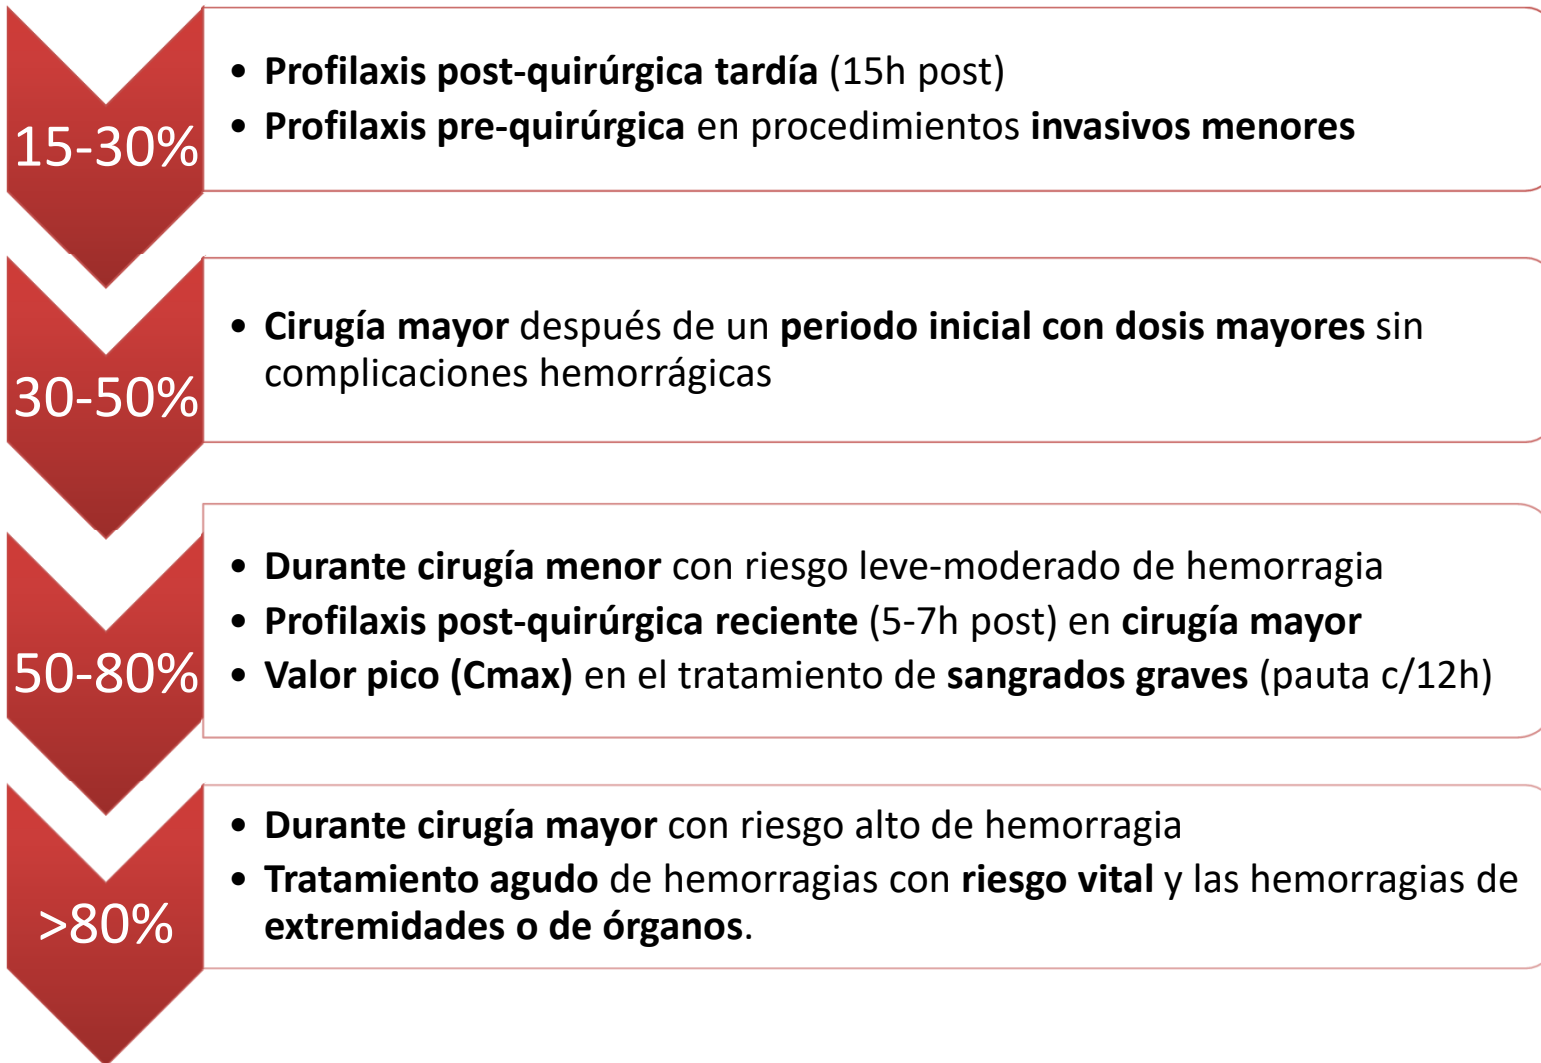 15-30%
• Profilaxis post-quirúrgica tardía (15h post)
• Profilaxis pre-quirúrgica en procedimientos invasivos menores
30-50%
• Cirugía mayor después de un periodo inicial con dosis mayores sin
complicaciones hemorrágicas
50-80%
• Durante cirugía menor con riesgo leve-moderado de hemorragia
• Profilaxis post-quirúrgica reciente (5-7h post) en cirugía mayor
• Valor pico (Cmax) en el tratamiento de sangrados graves (pauta c/12h)
>80%
• Durante cirugía mayor con riesgo alto de hemorragia
• Tratamiento agudo de hemorragias con riesgo vital y las hemorragias de
extremidades o de órganos.